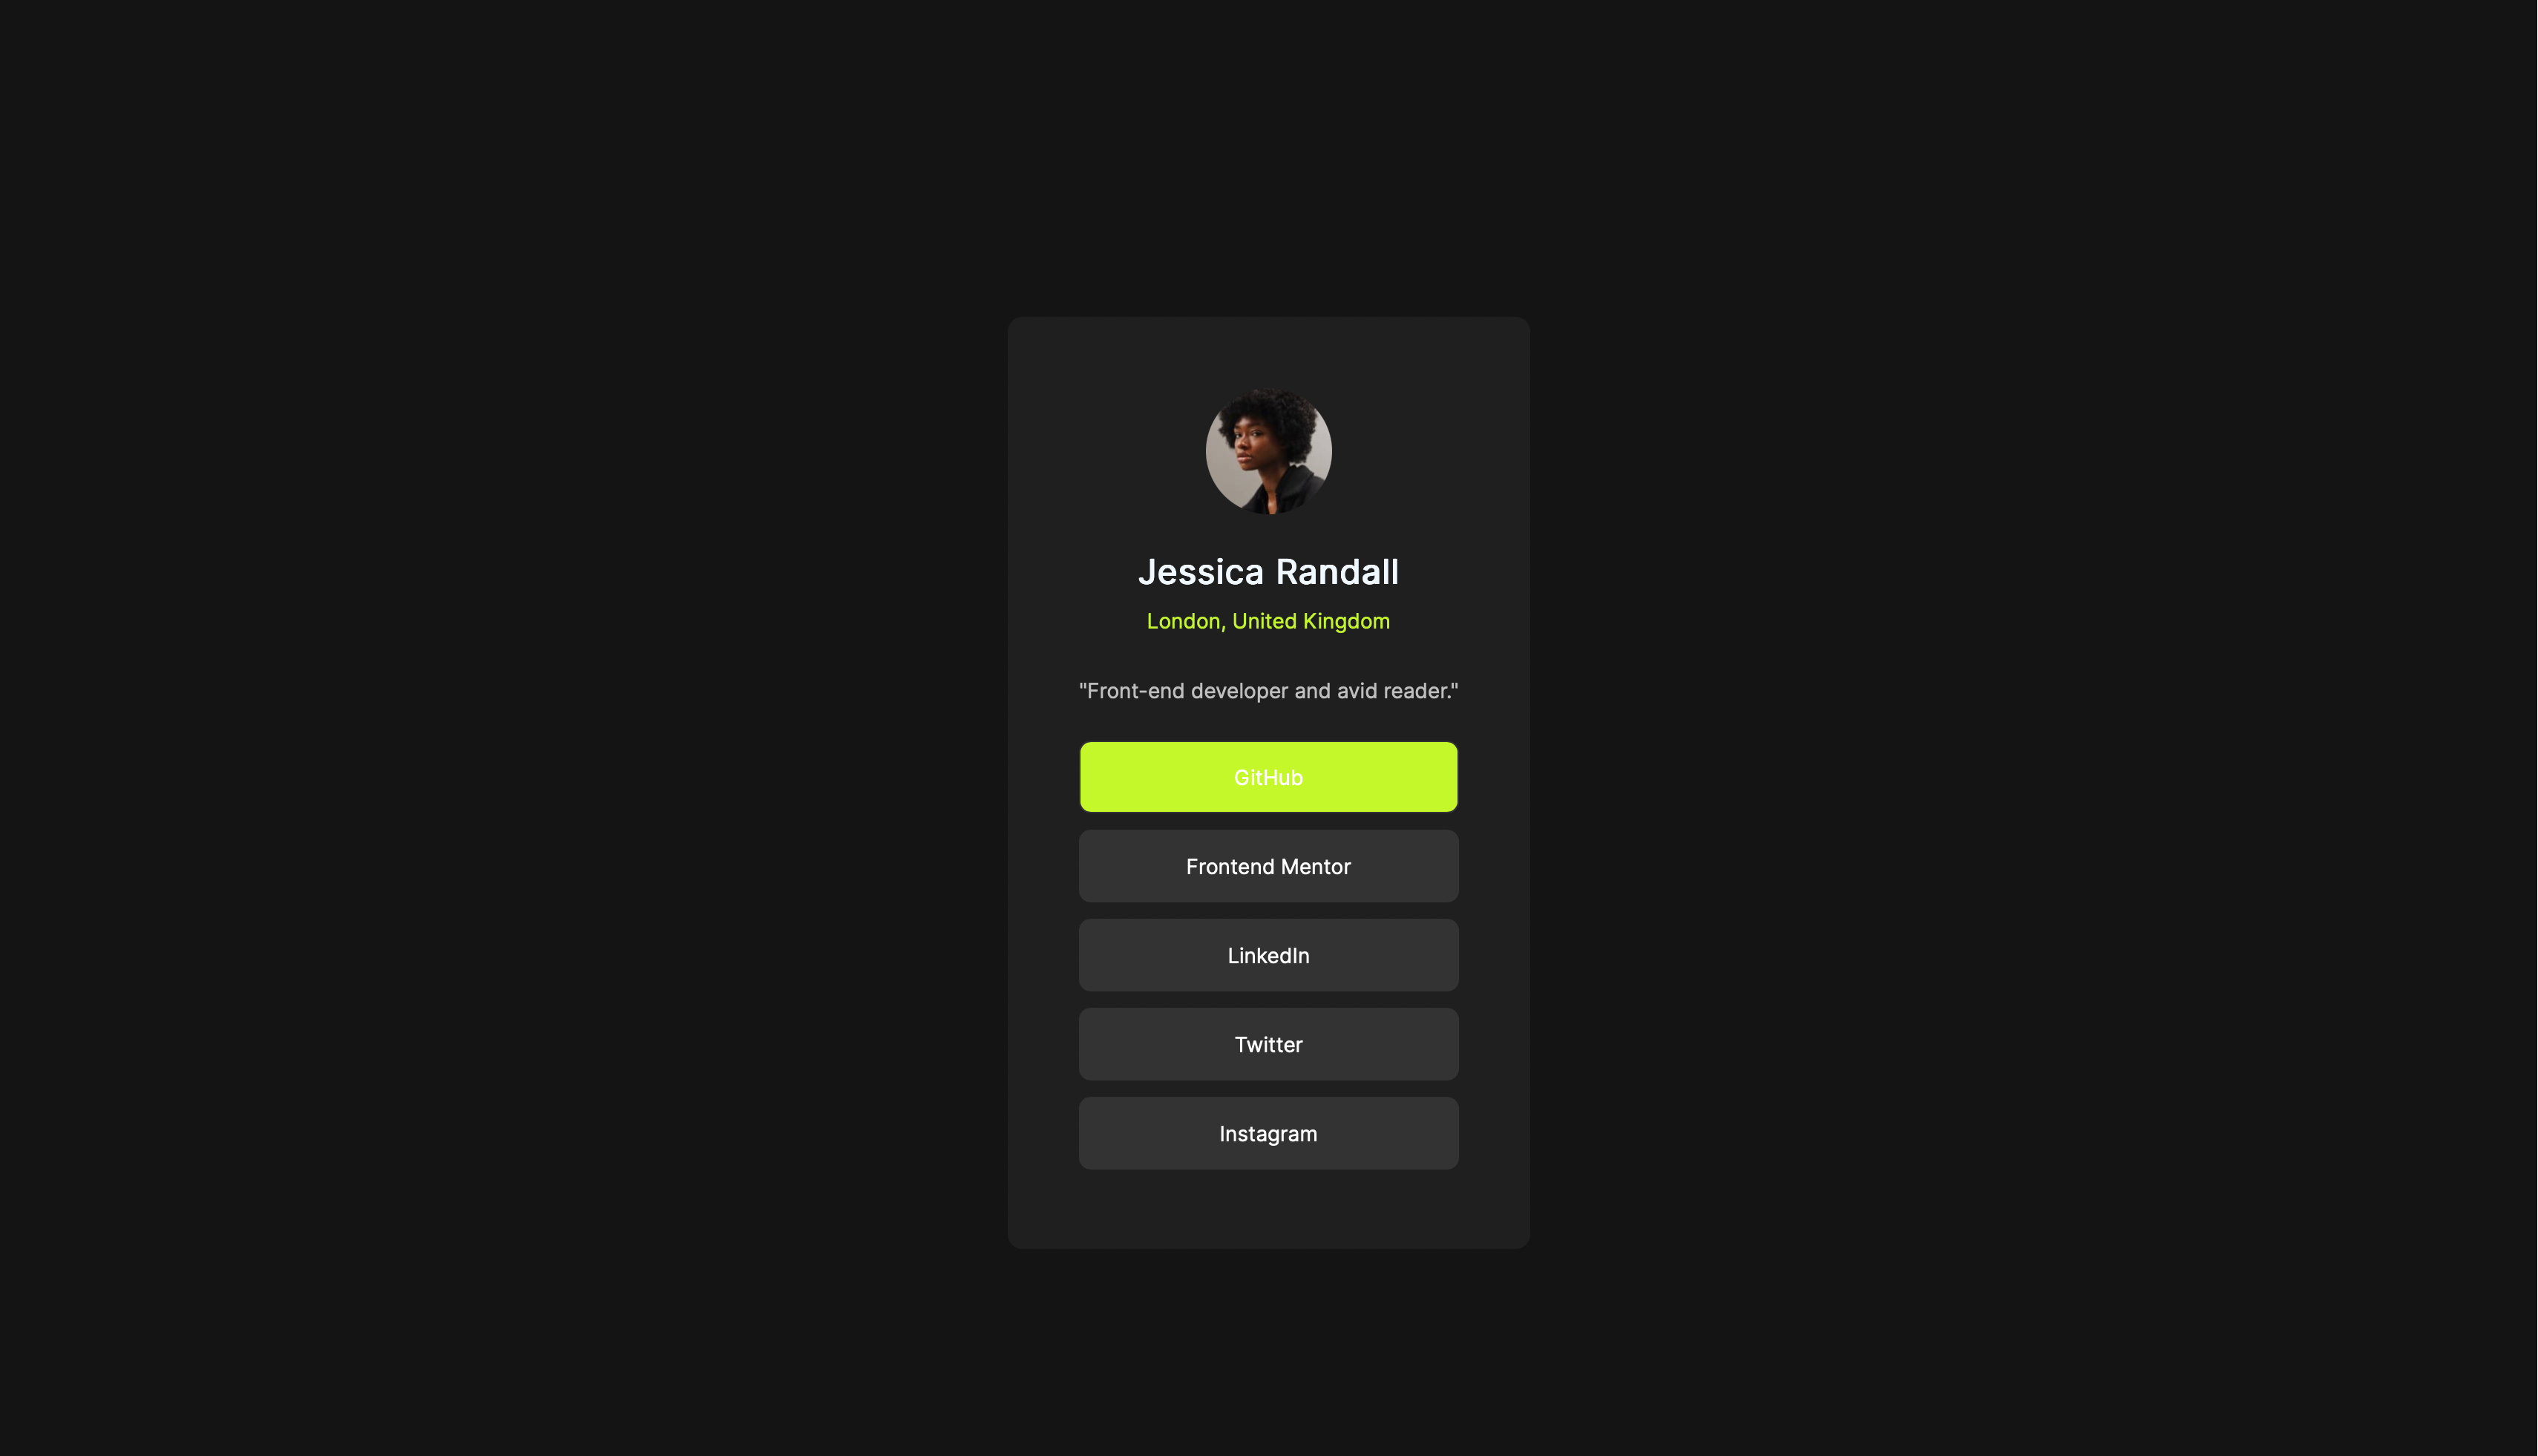 Jessica Randall
London, United Kingdom
"Front-end developer and avid reader."
GitHub
Frontend Mentor
LinkedIn
Twitter
Instagram